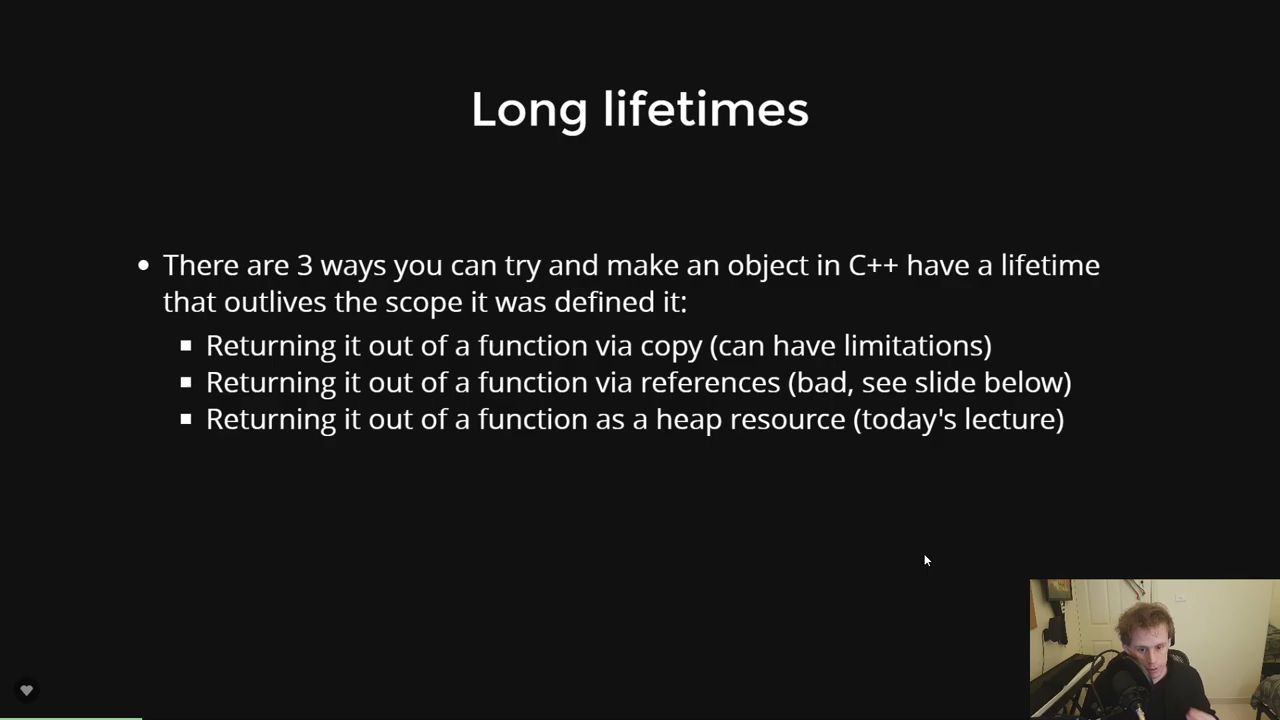 Long lifetimes
There are 3 ways you can try and make an object in C++ have a lifetime
that outlives the scope it was defined it:
Returning it out of a function via copy (can have limitations)
Returning it out of a function via references (bad, see slide below)
Returning it out of a function as a heap resource (today's lecture)